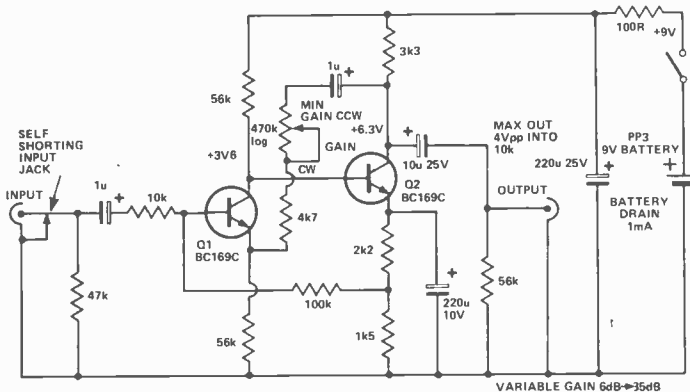 100R
+9V
3k3
1u +
56k
MIN
GAIN CCW
470k
log
GAIN
CW
+6.3V
+
10u 25V
MAX OUT
4Vpp INTO
10k
220u 25V
+
PP3
9V BATTERY
+
BATTERY
DRAIN
1mA
SELF
SHORTING
INPUT
JACK
+3V6
INPUT
1u
+
10k
Q1
BC169C
4k7
Q2
BC169C
OUTPUT
2k2
+
47k
100k
220u
10V
56k
56k
1k5
VARIABLE GAIN 6dB→35dB